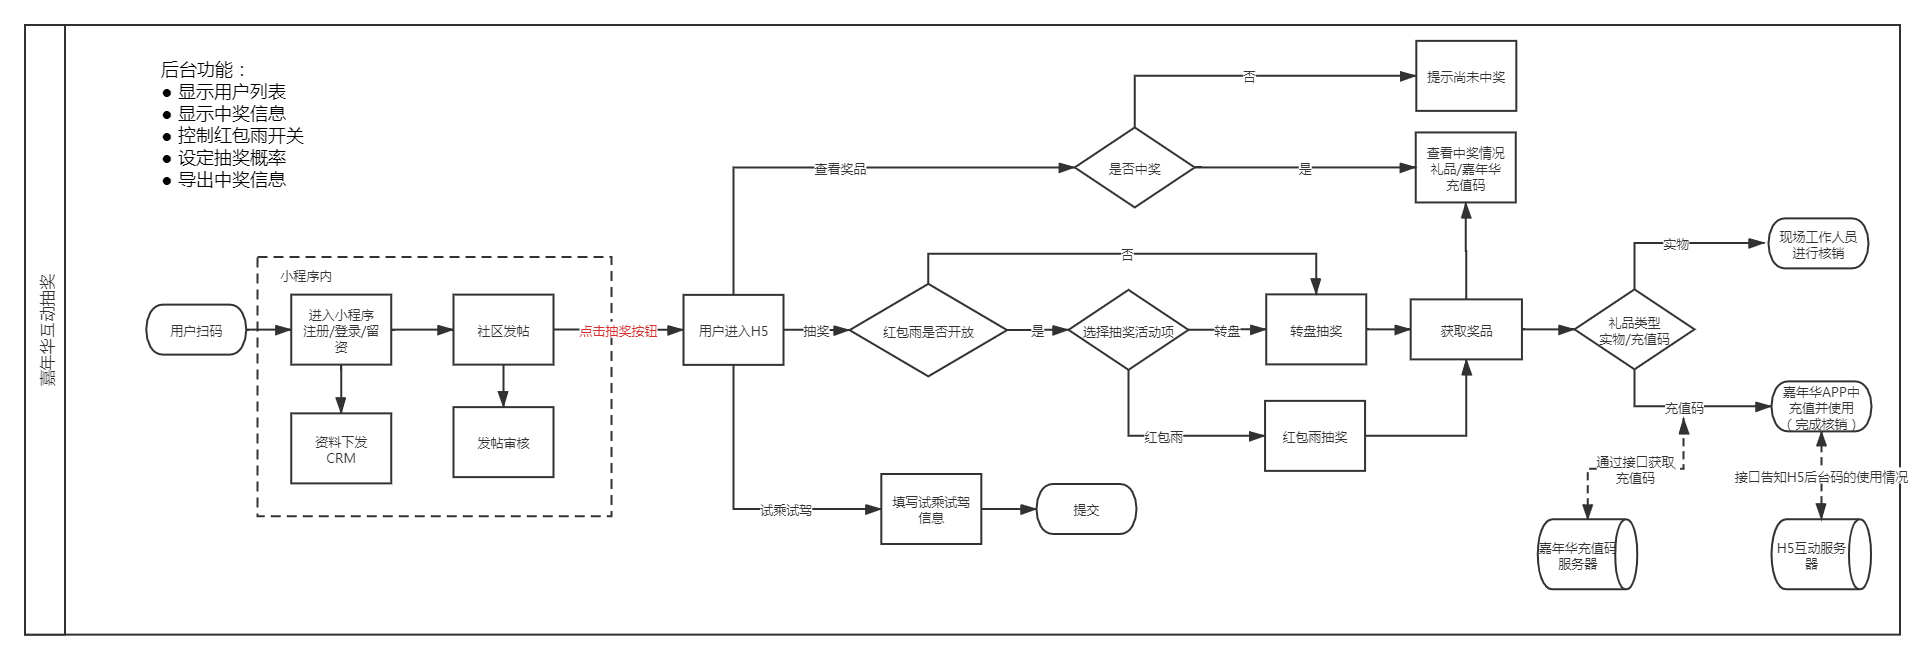 嘉年华互动抽奖
后台功能：
● 显示用户列表
● 显示中奖信息
● 控制红包雨开关
● 设定抽奖概率
● 导出中奖信息
用户扫码
小程序内
进入小程序
注册/登录/留
资
资料下发
CRM
社区发帖
发帖审核
点击抽奖按钮
用户进入H5
查看奖品
是否中奖
否
提示尚未中奖
是
查看中奖情况
礼品/嘉年华
充值码
抽奖
红包雨是否开放
否
是
选择抽奖活动项
转盘
转盘抽奖
红包雨
红包雨抽奖
获取奖品
试乘试驾
填写试乘试驾
信息
提交
礼品类型
实物/充值码
实物
现场工作人员
进行核销
充值码
嘉年华APP中
充值并使用
（完成核销）
通过接口获取
充值码
接口告知H5后台码的使用情况
嘉年华充值码
服务器
H5互动服务
器